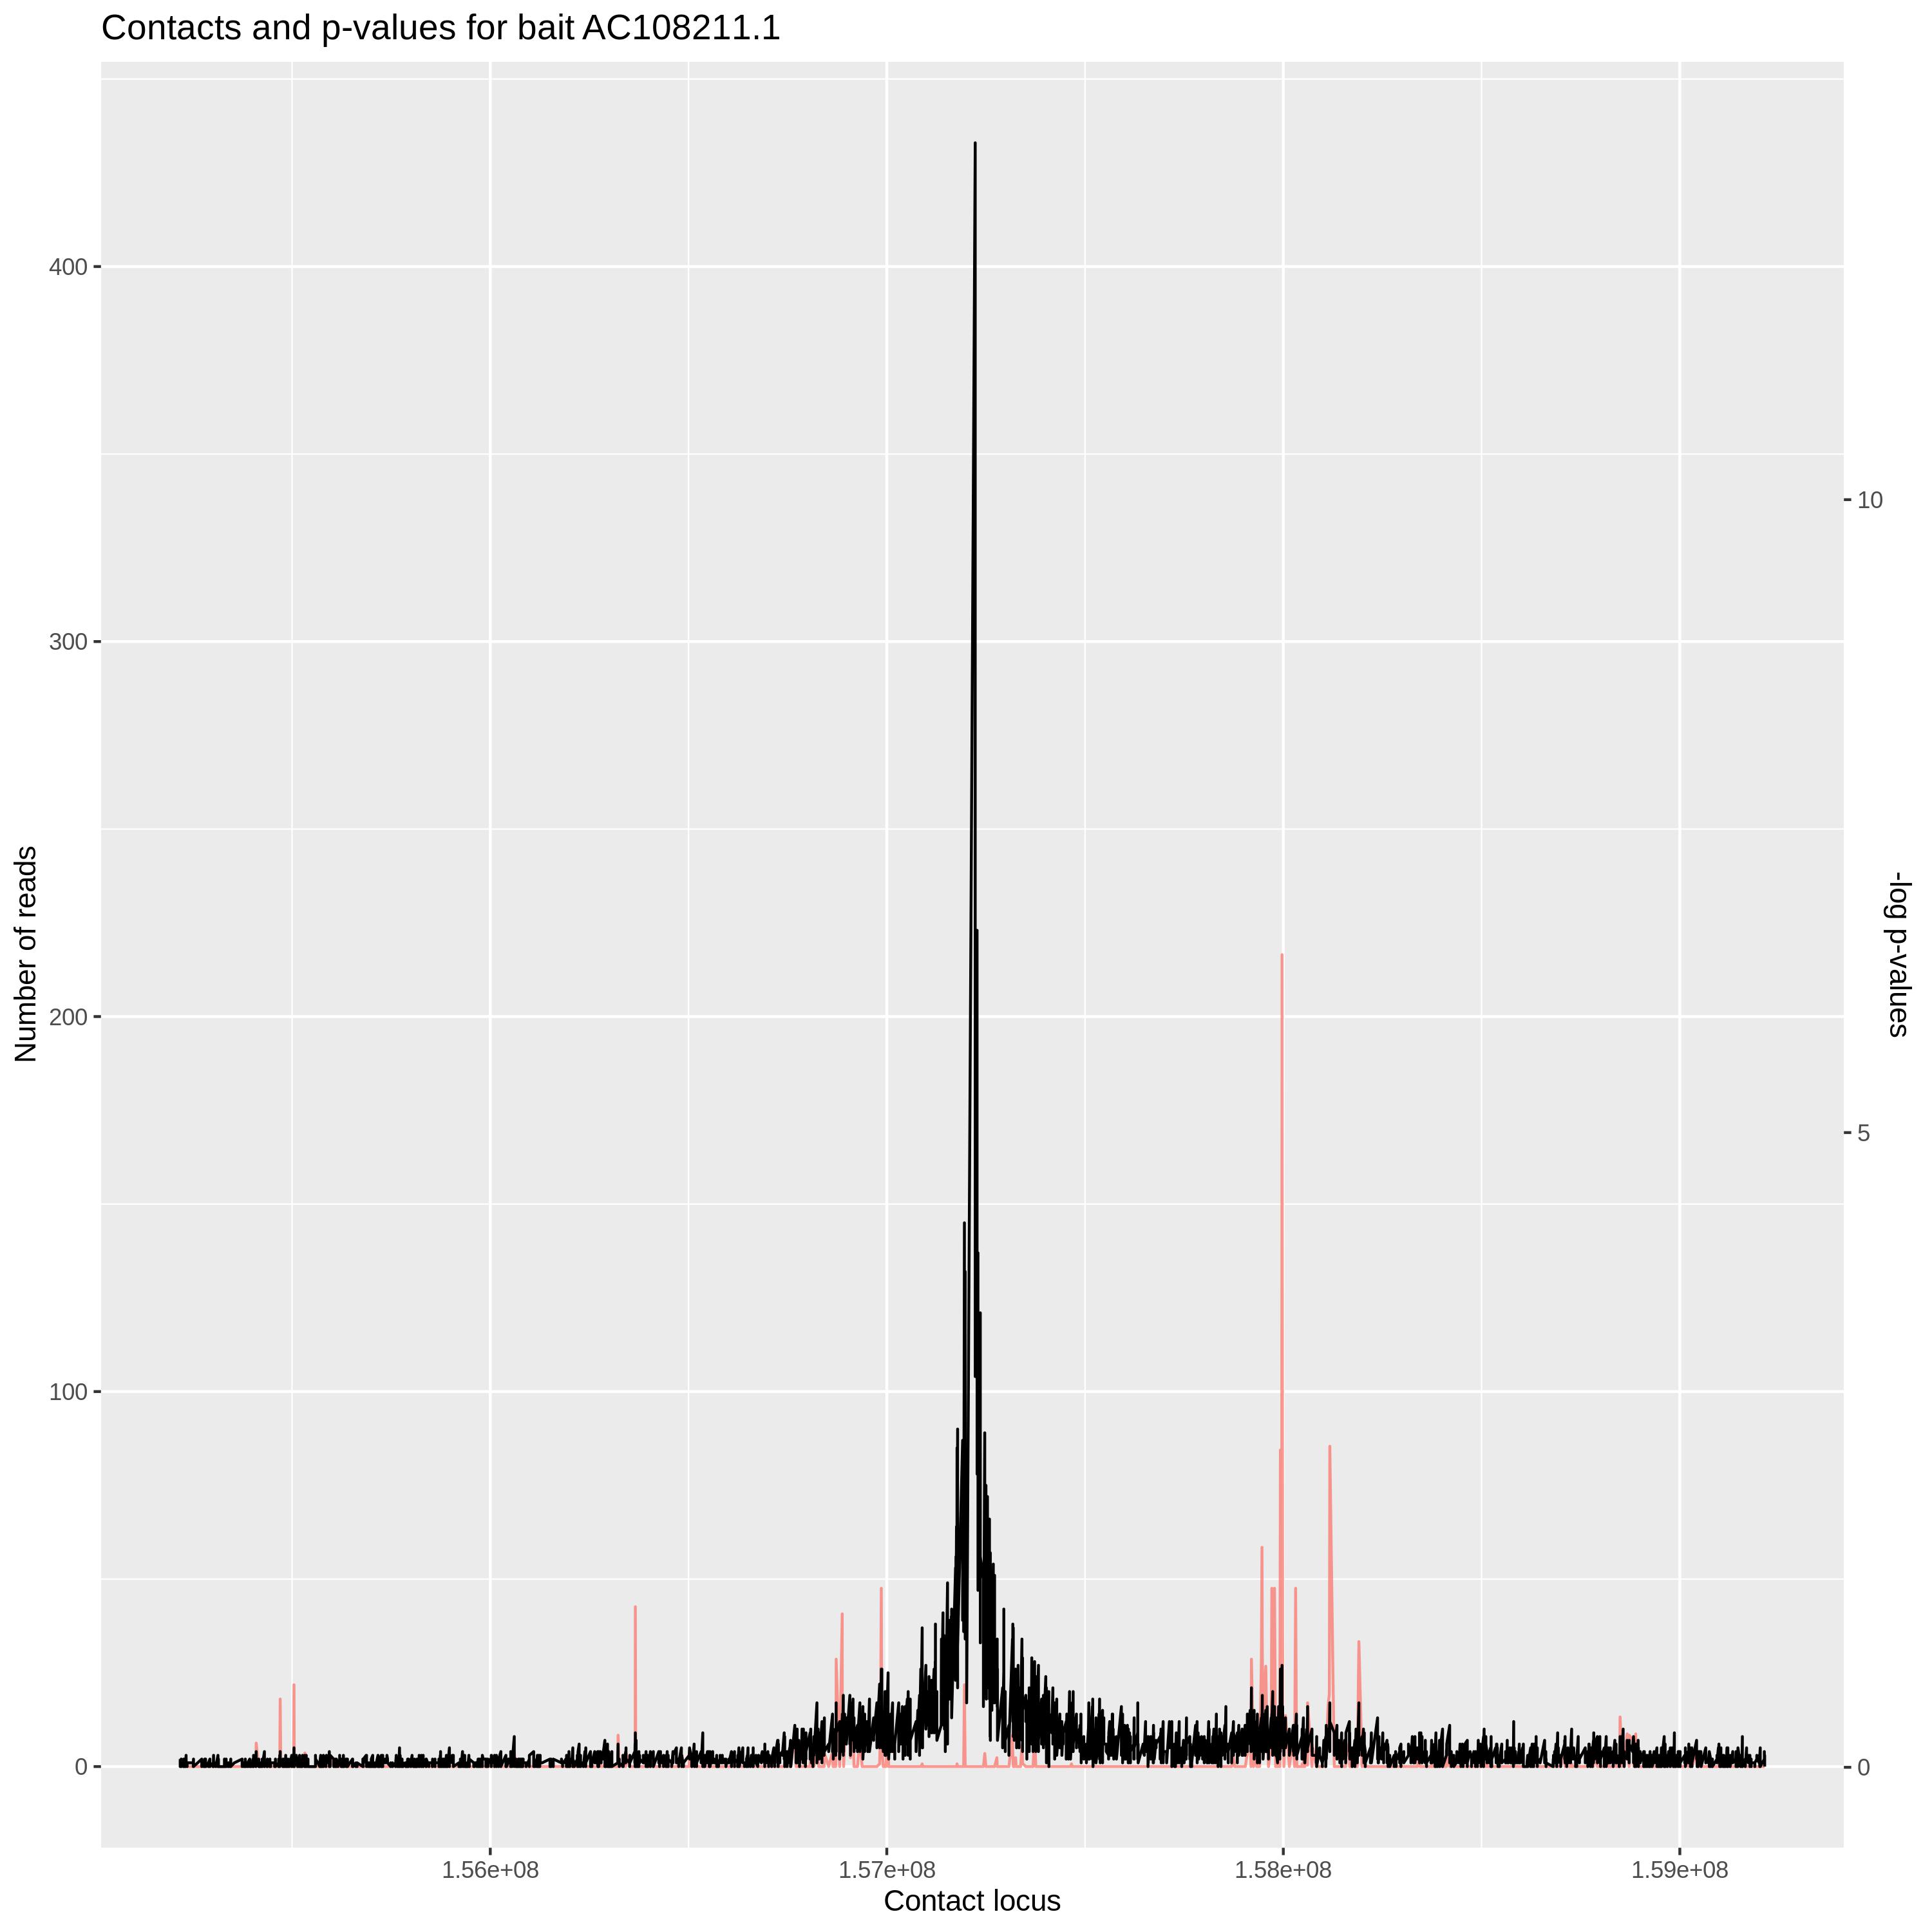 Contacts and p-values for bait AC108211.1
400
300
200
100
0
Number of reads
10
5
0
-log p-values
1.56e+08
1.57e+08
1.58e+08
1.59e+08
Contact locus